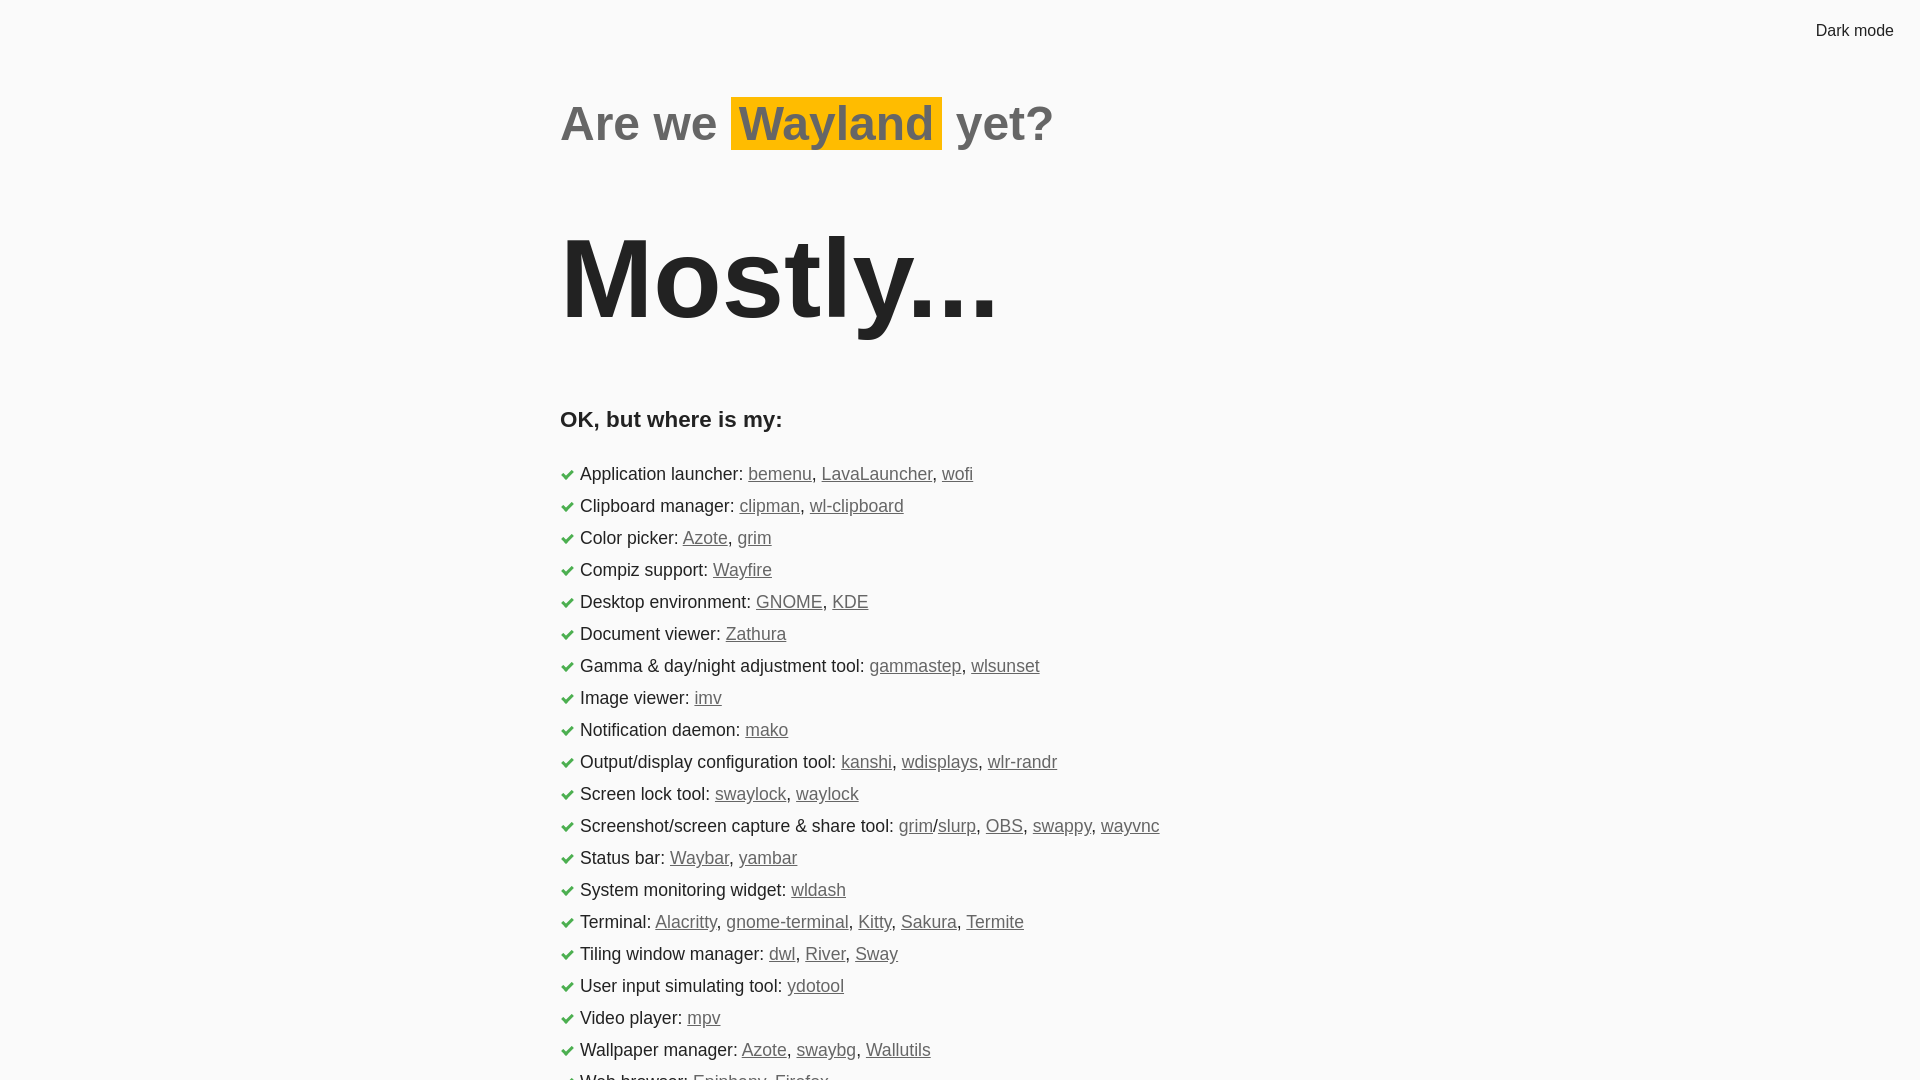 Dark mode
Are we Wayland yet?
Mostly...
OK, but where is my:
Application launcher: bemenu, LavaLauncher, wofi
Clipboard manager: clipman, wl-clipboard
Color picker: Azote, grim
Compiz support: Wayfire
Desktop environment: GNOME, KDE
Document viewer: Zathura
Gamma & day/night adjustment tool: gammastep, wlsunset
Image viewer: imv
Notification daemon: mako
Output/display configuration tool: kanshi, wdisplays, wlr-randr
Screen lock tool: swaylock, waylock
Screenshot/screen capture & share tool: grim/slurp, OBS, swappy, wayvnc
Status bar: Waybar, yambar
System monitoring widget: wldash
Terminal: Alacritty, gnome-terminal, Kitty, Sakura, Termite
Tiling window manager: dwl, River, Sway
User input simulating tool: ydotool
Video player: mpv
Wallpaper manager: Azote, swaybg, Wallutils
Web browser: Epiphany, Firefox